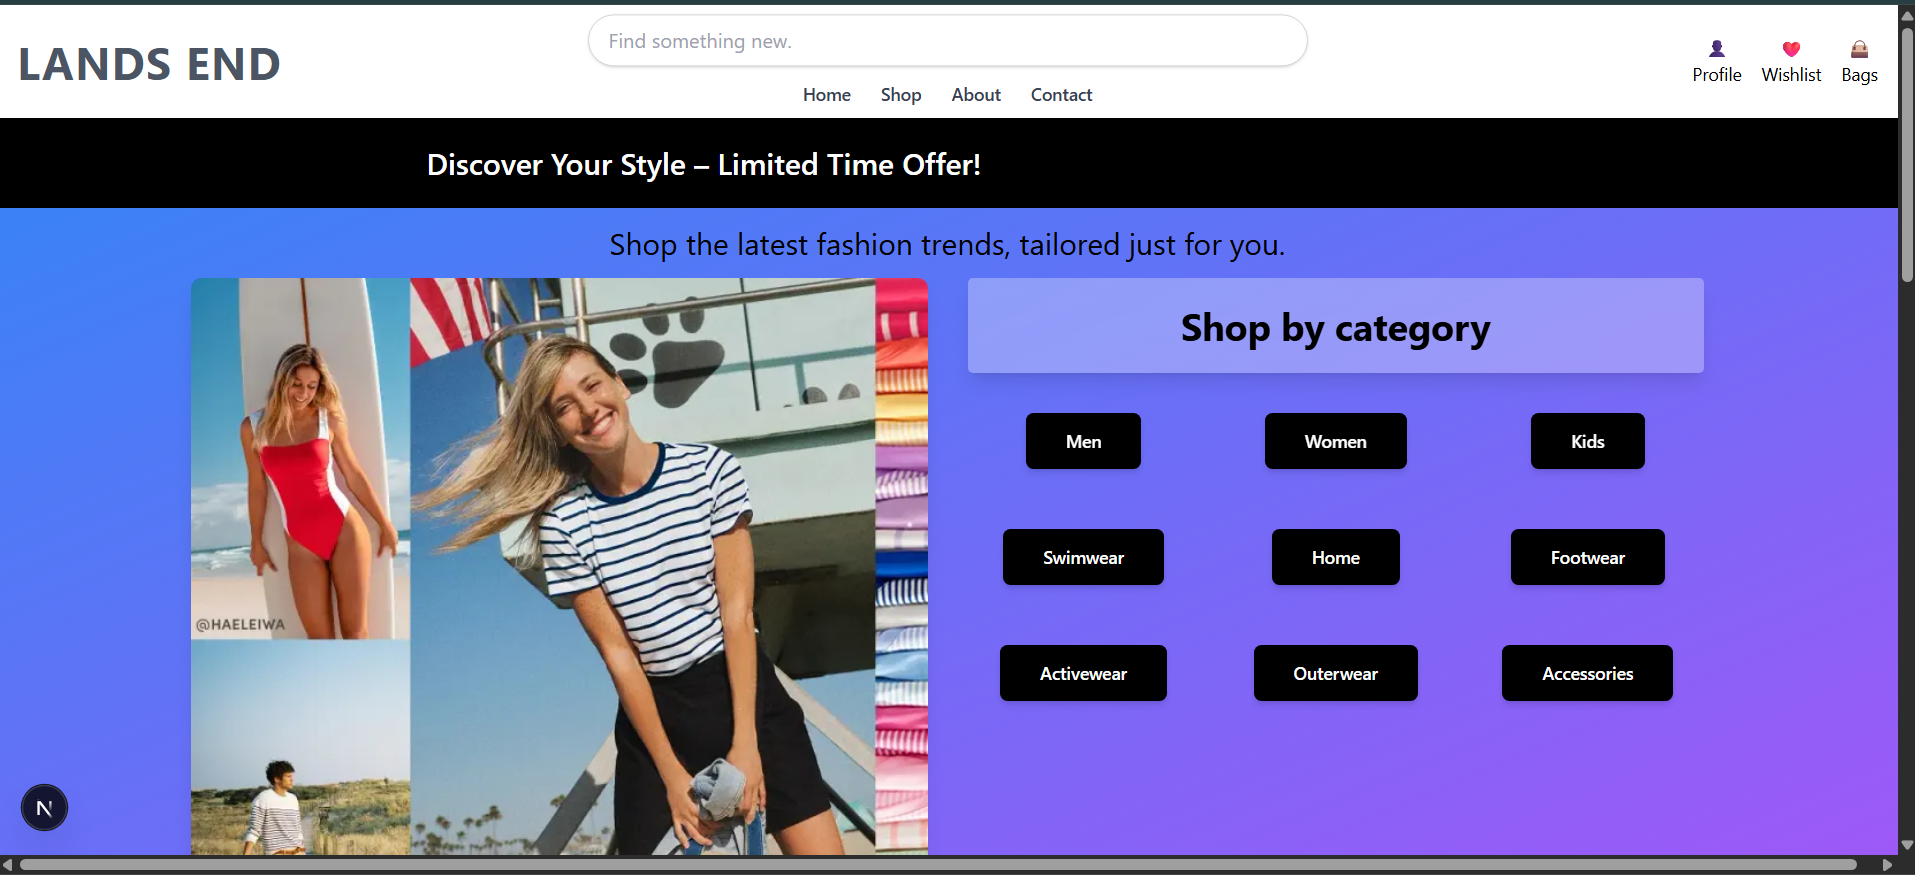 LANDS END
Find something new.
Home Shop About Contact
Profile Wishlist Bags
Discover Your Style – Limited Time Offer!
Shop the latest fashion trends, tailored just for you.
@HAELEIWA
Shop by category
Men Women Kids
Swimwear Home Footwear
Activewear Outerwear Accessories
N